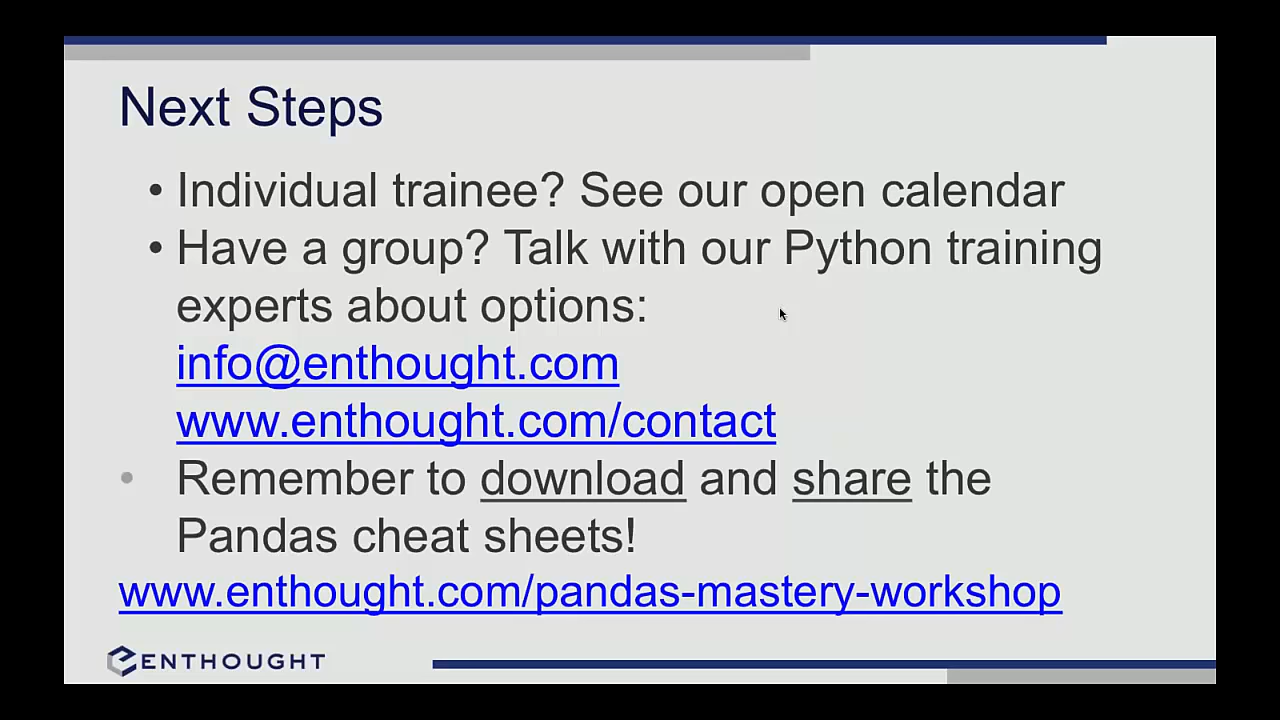 Next Steps
• Individual trainee? See our open calendar
• Have a group? Talk with our Python training
experts about options:
info@enthought.com
www.enthought.com/contact
• Remember to download and share the
Pandas cheat sheets!
www.enthought.com/pandas-mastery-workshop
ENTHOUGHT